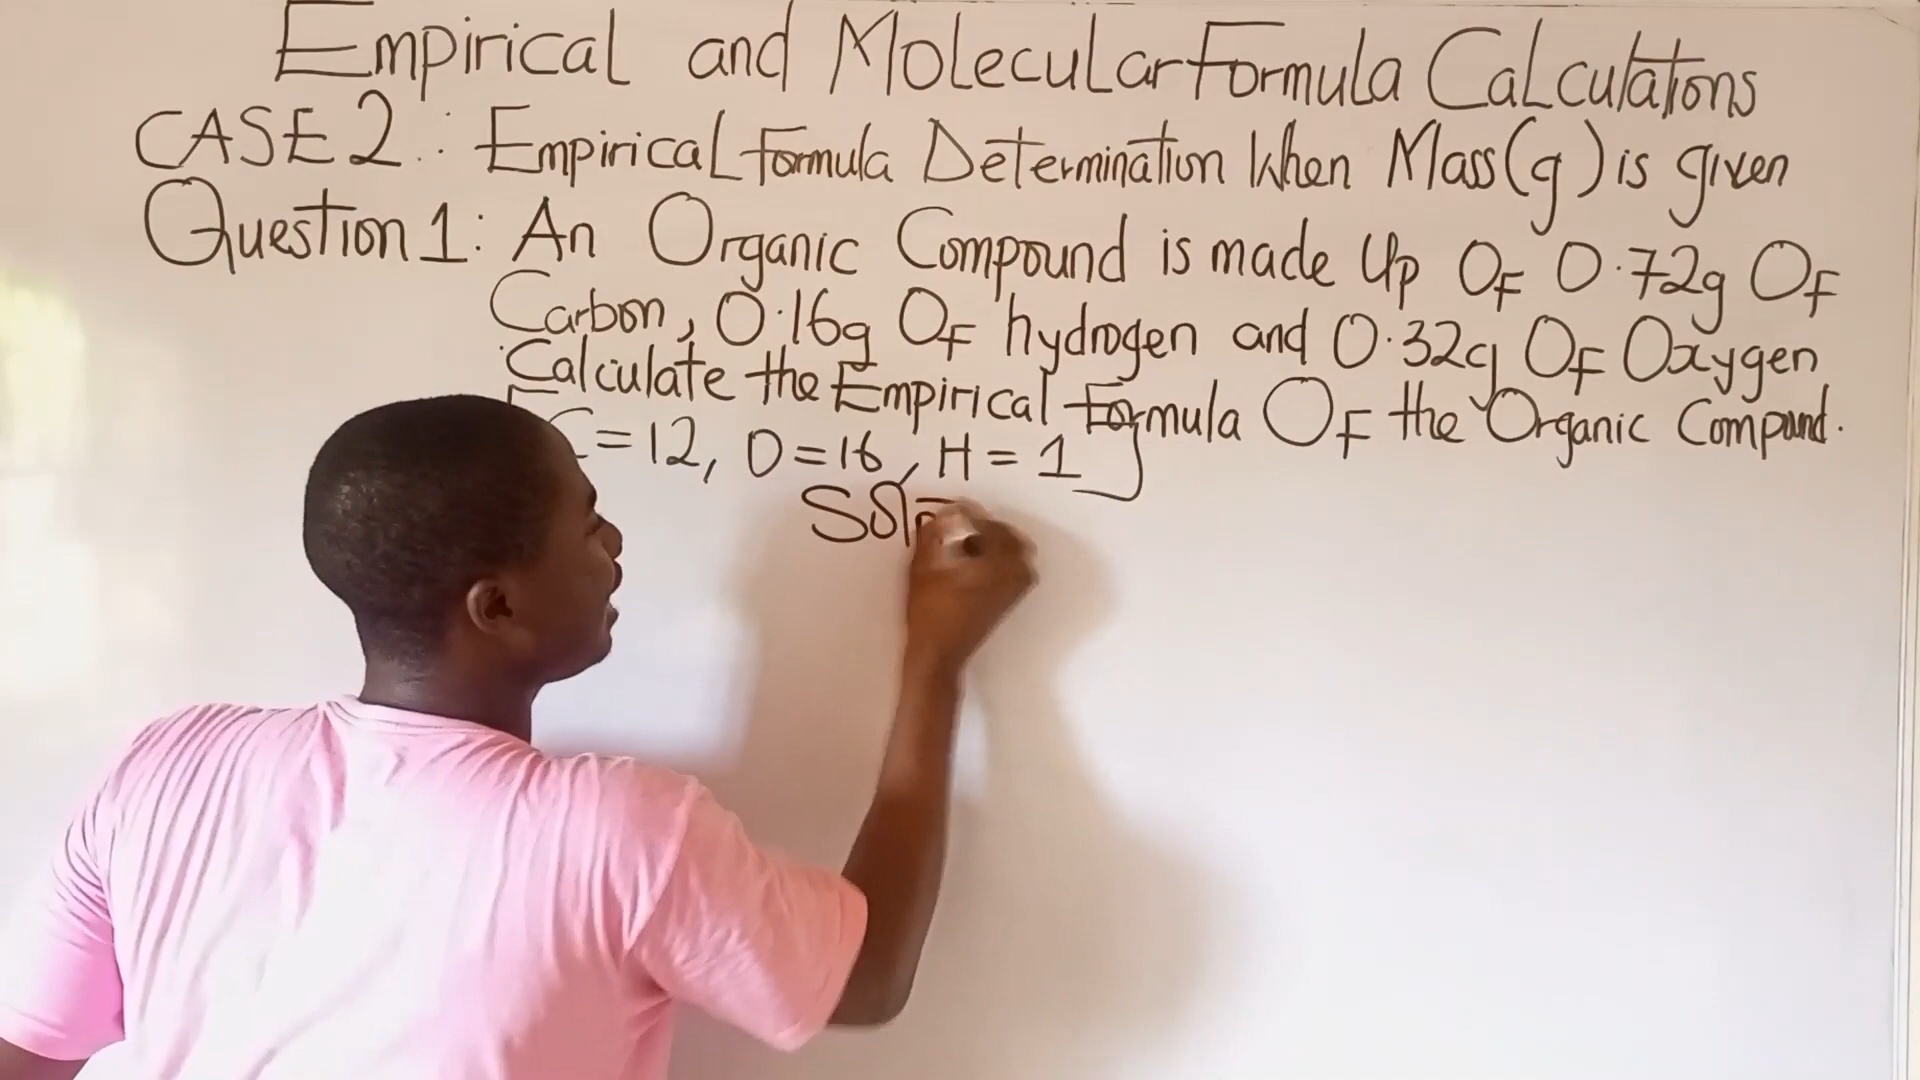 Empirical and Molecular Formula Calculations
CASE 2: Empirical Formula Determination When Mass(g) is given
Question 1: An Organic Compound is made Up Of 0.72g Of
Carbon, 0.16g Of hydrogen and 0.32g Of Oxygen
Calculate the Empirical Formula Of the Organic Compound.
[C=12, O=16, H=1]
Soln